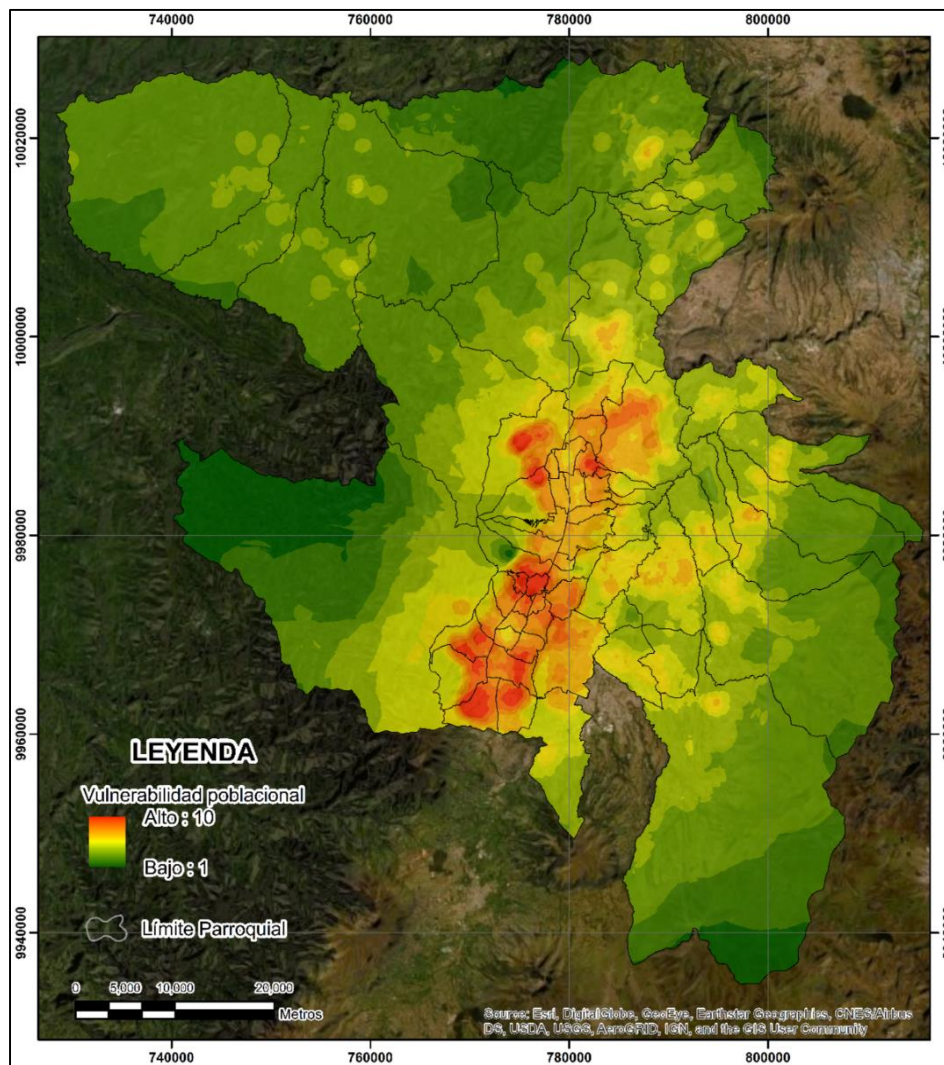 740000 760000 780000 800000
10020000
10000000
9980000
9960000
9940000
LEYENDA
Vulnerabilidad poblacional
Alto : 10
Bajo : 1
Límite Parroquial
0 5,000 10,000 20,000
Metros
Source: Esri, DigitalGlobe, GeoEye, Earthstar Geographics, CNES/Airbus
DS, USDA, USGS, AeroGRID, IGN, and the GIS User Community
740000 760000 780000 800000